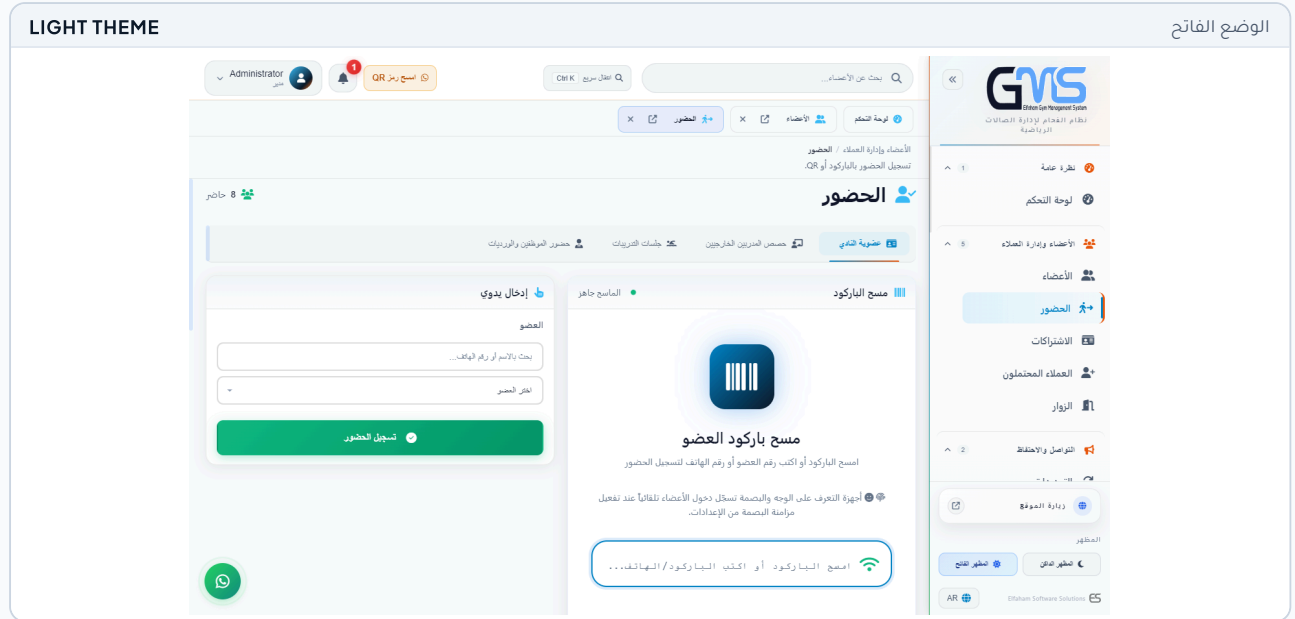 LIGHT THEME
الوضع الفاتح
GMS
Elfsham Gym Management System
نظام الفحام لإدارة الصالات
الرياضية
بحث عن الأعضاء...
انتقال سريع Ctrl K
امسح رمز QR
1
Administrator
مدير
لوحة التحكم
الأعضاء
الحضور
الأعضاء وإدارة العملاء / الحضور
تسجيل الحضور بالباركود أو QR.
الحضور
8 حاضر
عضوية النادي
حصص المدربين الخارجيين
جلسات التدريبات
حضور الموظفين والورديات
مسح الباركود
الماسح جاهز
مسح باركود العضو
امسح الباركود أو اكتب رقم العضو أو رقم الهاتف لتسجيل الحضور
أجهزة التعرف على الوجه والبصمة تسجّل دخول الأعضاء تلقائياً عند تفعيل
مزامنة البصمة من الإعدادات.
امسح الباركود أو اكتب الباركود/الهاتف...
إدخال يدوي
العضو
بحث بالاسم أو رقم الهاتف...
اختر العضو
تسجيل الحضور
نظرة عامة
1
لوحة التحكم
الأعضاء وإدارة العملاء
5
الأعضاء
الحضور
الاشتراكات
العملاء المحتملون
الزوار
التواصل والاحتفاظ
2
زيارة الموقع
المظهر
المظهر الداكن
المظهر الفاتح
Elfsham Software Solutions
AR